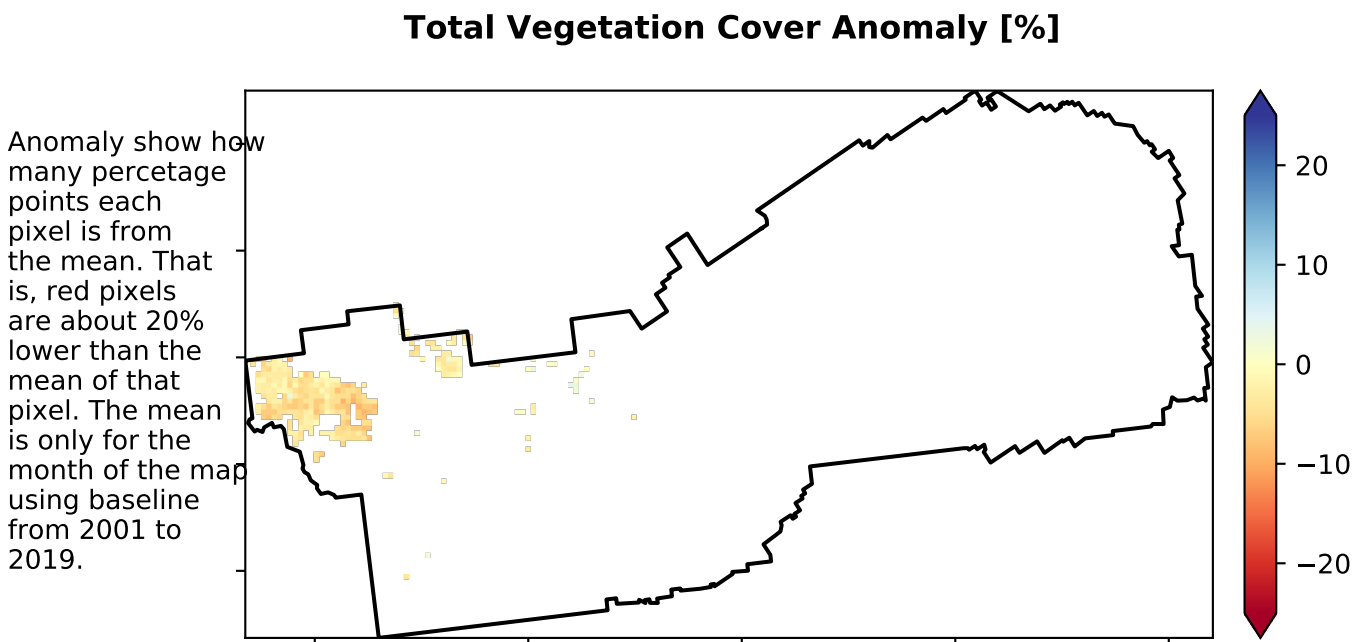 Total Vegetation Cover Anomaly [%]
Anomaly show how
many percetage
points each
pixel is from
the mean. That
is, red pixels
are about 20%
lower than the
mean of that
pixel. The mean
is only for the
month of the map
using baseline
from 2001 to
2019.
20
10
0
−10
−20